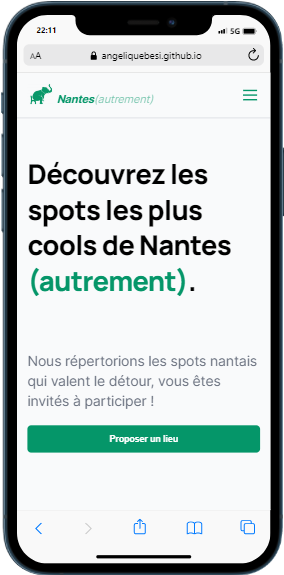 22:11
5G
AA
angeliquebesi.github.io
Nantes(autrement)
Découvrez les
spots les plus
cools de Nantes
(autrement).
Nous répertorions les spots nantais
qui valent le détour, vous êtes
invités à participer !
Proposer un lieu